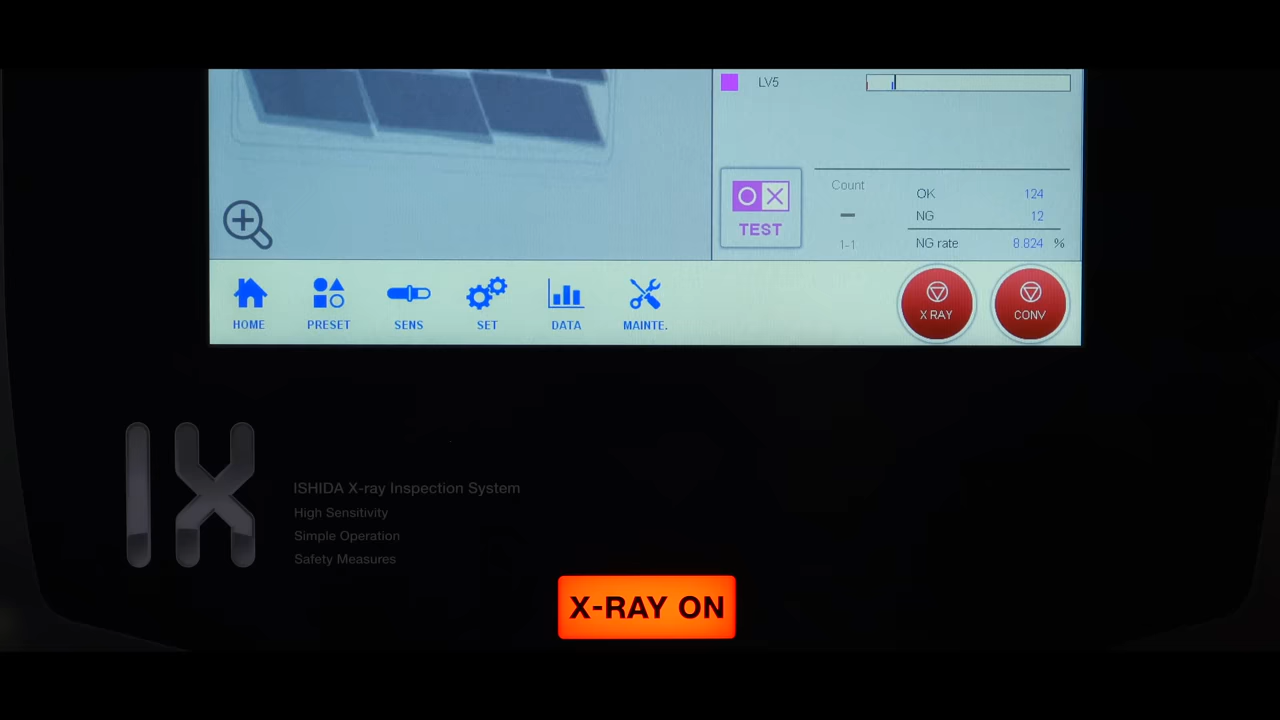 LV5
Count
1-1
OK 124
NG 12
NG rate 8.824 %
TEST
HOME
PRESET
SENS
SET
DATA
MAINTE.
X RAY
CONV
IX
ISHIDA X-ray Inspection System
High Sensitivity
Simple Operation
Safety Measures
X-RAY ON